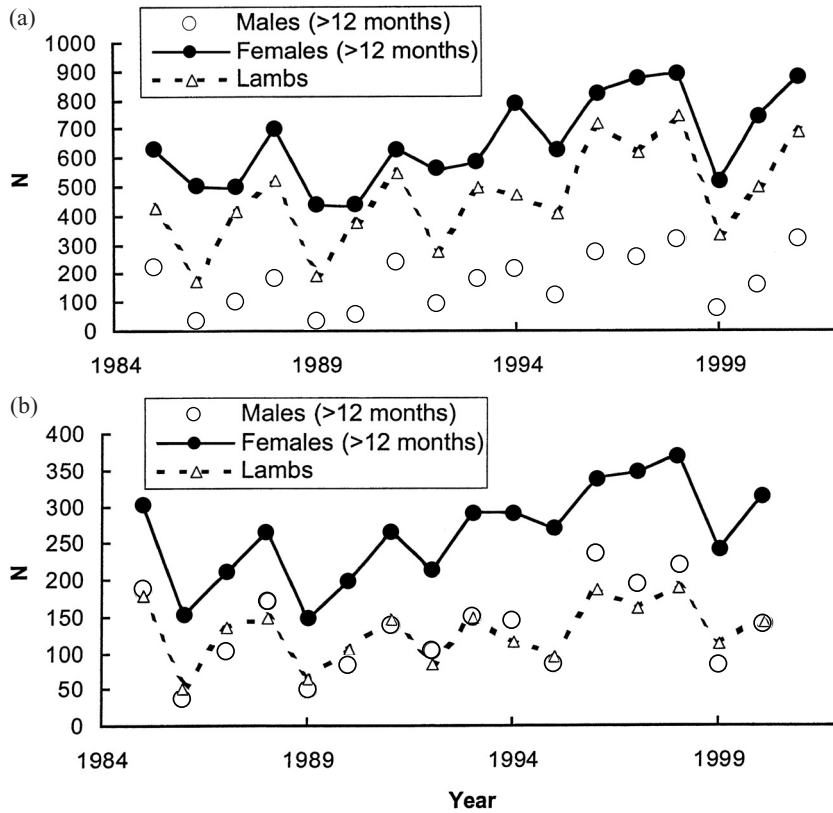 (a)
Males (>12 months)
Females (>12 months)
Lambs
1000
900
800
700
600
500
400
300
200
100
0
N
1984 1989 1994 1999
(b)
Males (>12 months)
Females (>12 months)
Lambs
400
350
300
250
200
150
100
50
0
N
1984 1989 1994 1999
Year